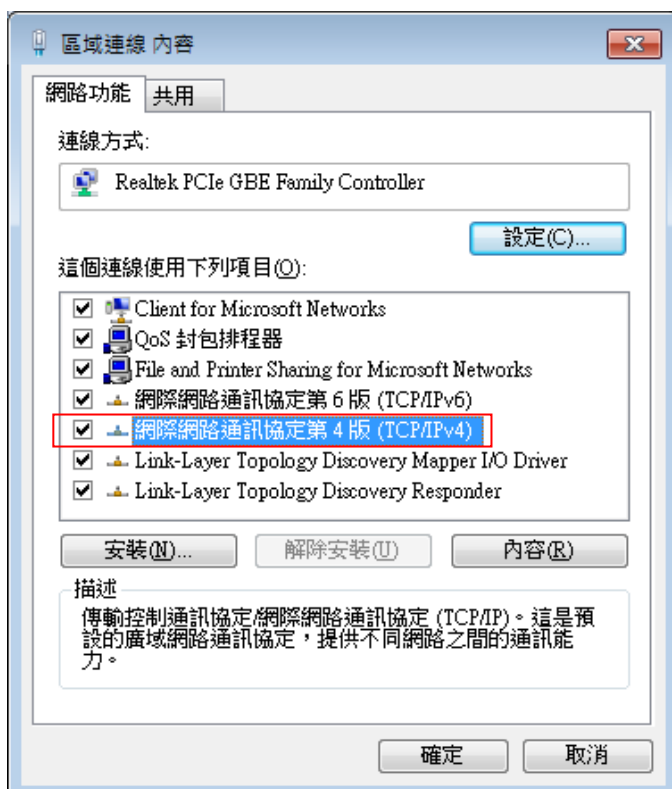 區域連線 內容
網路功能
共用
連線方式:
Realtek PCIe GBE Family Controller
設定(C)...
這個連線使用下列項目(O):
Client for Microsoft Networks
QoS 封包排程器
File and Printer Sharing for Microsoft Networks
網際網路通訊協定第 6 版 (TCP/IPv6)
網際網路通訊協定第 4 版 (TCP/IPv4)
Link-Layer Topology Discovery Mapper I/O Driver
Link-Layer Topology Discovery Responder
安裝(N)...
解除安裝(U)
內容(R)
描述
傳輸控制通訊協定/網際網路通訊協定 (TCP/IP)。這是預
設的廣域網路通訊協定，提供不同網路之間的通訊能
力。
確定
取消